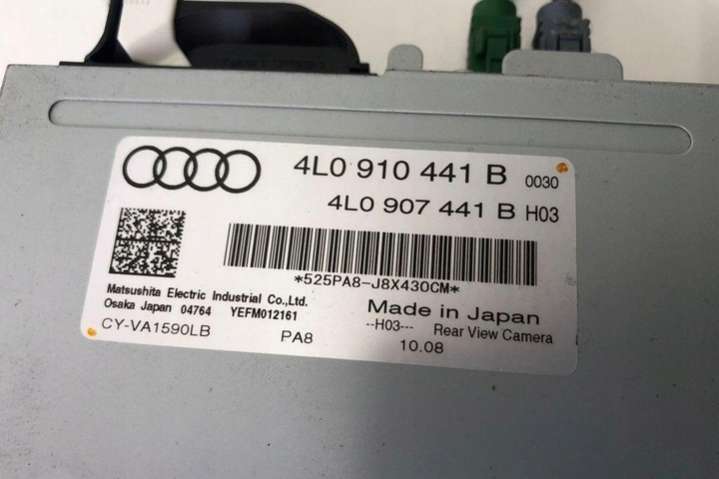 4L0 910 441 B 0030
4L0 907 441 B H03
*525PA8-J8X430CM*
Matsushita Electric Industrial Co.,Ltd.
Osaka Japan 04764 YEFM012161
Made in Japan
--H03--- Rear View Camera
CY-VA1590LB PA8 10.08